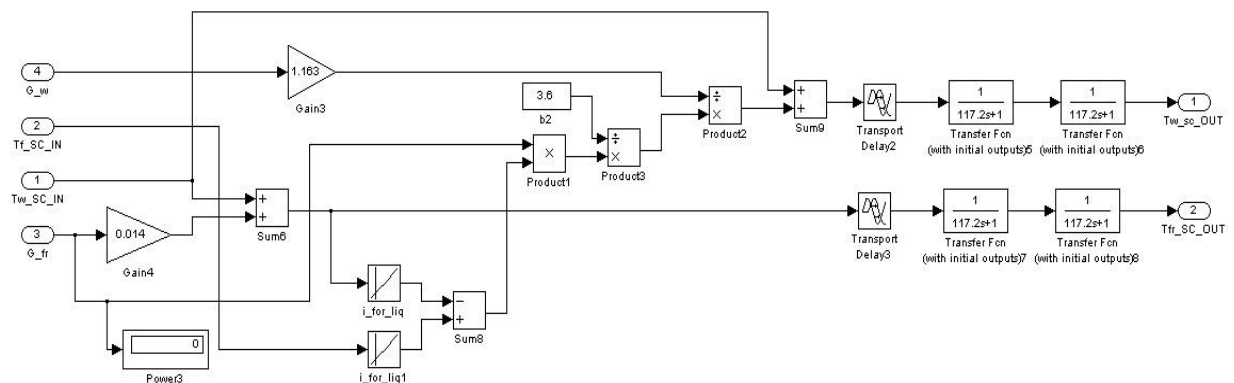 4
G_w
2
Tf_SC_IN
1
Tw_SC_IN
3
G_fr
1.163
Gain3
0.014
Gain4
0
Power3
+
+
Sum6
i_for_liq
i_for_liq1
−
+
Sum8
3.6
b2
×
Product1
÷
×
Product3
÷
×
Product2
+
+
Sum9
Transport
Delay2
1
117.2s+1
Transfer Fcn
(with initial outputs)5
1
117.2s+1
Transfer Fcn
(with initial outputs)6
1
Tw_sc_OUT
Transport
Delay3
1
117.2s+1
Transfer Fcn
(with initial outputs)7
1
117.2s+1
Transfer Fcn
(with initial outputs)8
2
Tfr_SC_OUT